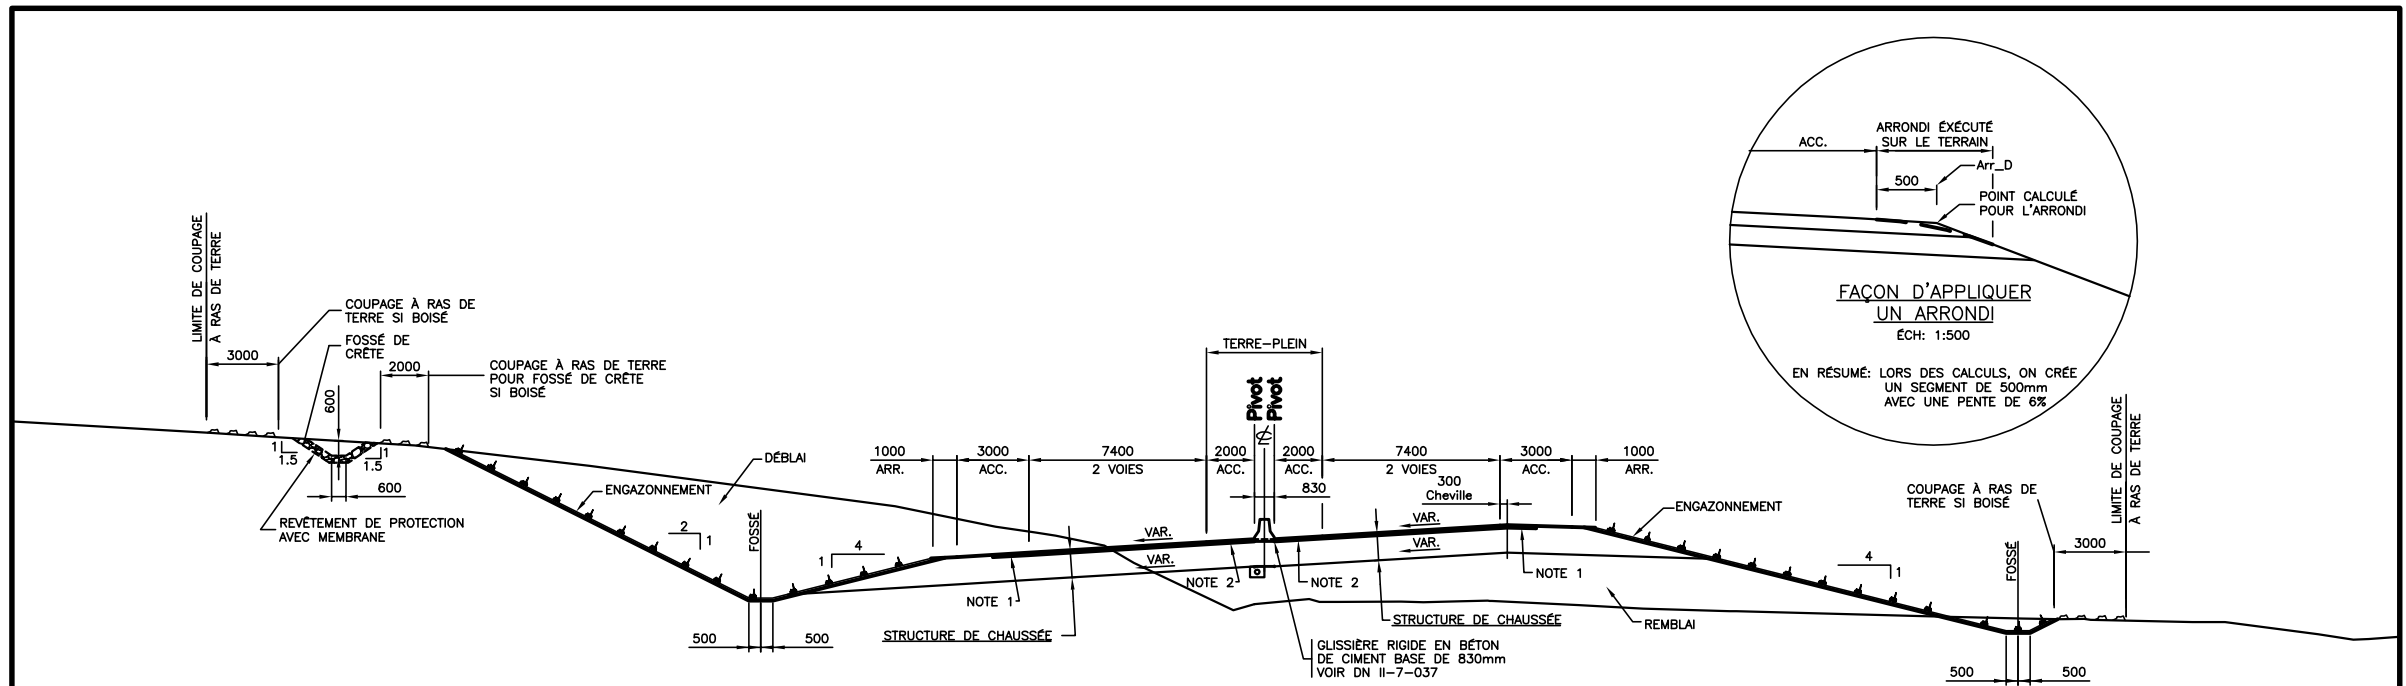 ARRONDI ÉXÉCUTÉ
SUR LE TERRAIN
ACC.
Arr_D
500
POINT CALCULÉ
POUR L'ARRONDI
FAÇON D'APPLIQUER
UN ARRONDI
ÉCH: 1:500
EN RÉSUMÉ: LORS DES CALCULS, ON CRÉE
UN SEGMENT DE 500mm
AVEC UNE PENTE DE 6%
LIMITE DE COUPAGE
À RAS DE TERRE
3000
COUPAGE À RAS DE
TERRE SI BOISÉ
FOSSÉ DE
CRÊTE
600
2000
COUPAGE À RAS DE TERRE
POUR FOSSÉ DE CRÊTE
SI BOISÉ
1
1.5
1
1.5
600
REVÊTEMENT DE PROTECTION
AVEC MEMBRANE
ENGAZONNEMENT
DÉBLAI
2
1
FOSSÉ
500
500
1
4
1000
ARR.
3000
ACC.
7400
2 VOIES
TERRE-PLEIN
Pivot
Pivot
2000
ACC.
2000
ACC.
7400
2 VOIES
3000
ACC.
1000
ARR.
830
300
Cheville
VAR.
VAR.
VAR.
VAR.
NOTE 1
NOTE 2
NOTE 2
NOTE 1
STRUCTURE DE CHAUSSÉE
STRUCTURE DE CHAUSSÉE
GLISSIÈRE RIGIDE EN BÉTON
DE CIMENT BASE DE 830mm
VOIR DN II-7-037
ENGAZONNEMENT
REMBLAI
4
1
COUPAGE À RAS DE
TERRE SI BOISÉ
FOSSÉ
3000
LIMITE DE COUPAGE
À RAS DE TERRE
500
500